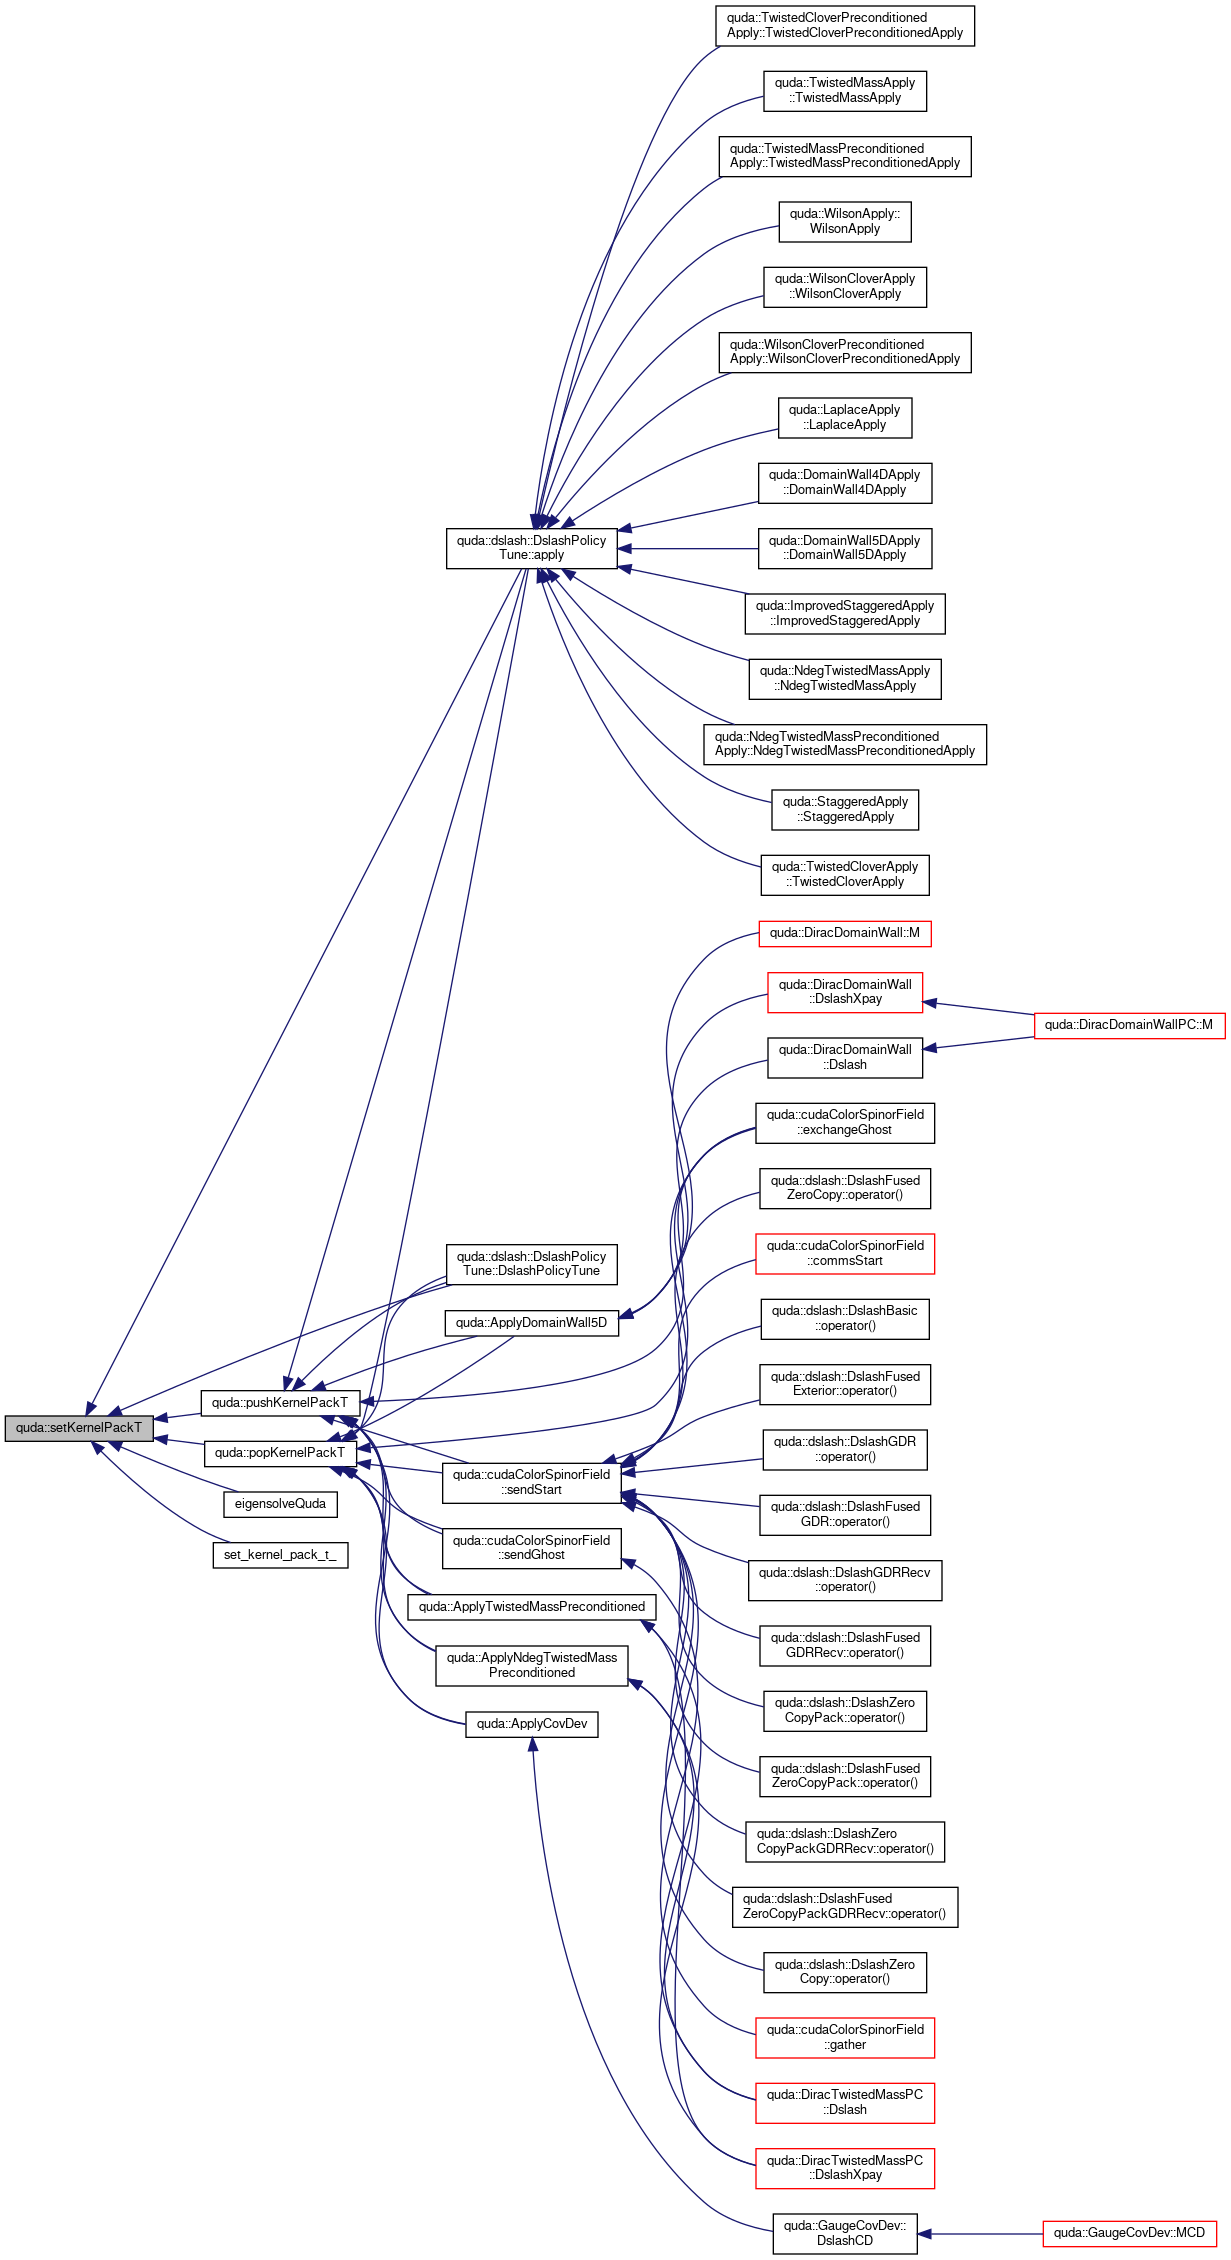 quda::TwistedCloverPreconditioned
Apply::TwistedCloverPreconditionedApply
quda::TwistedMassApply
::TwistedMassApply
quda::TwistedMassPreconditioned
Apply::TwistedMassPreconditionedApply
quda::WilsonApply::
WilsonApply
quda::WilsonCloverApply
::WilsonCloverApply
quda::WilsonCloverPreconditioned
Apply::WilsonCloverPreconditionedApply
quda::LaplaceApply
::LaplaceApply
quda::DomainWall4DApply
::DomainWall4DApply
quda::dslash::DslashPolicy
Tune::apply
quda::DomainWall5DApply
::DomainWall5DApply
quda::ImprovedStaggeredApply
::ImprovedStaggeredApply
quda::NdegTwistedMassApply
::NdegTwistedMassApply
quda::NdegTwistedMassPreconditioned
Apply::NdegTwistedMassPreconditionedApply
quda::StaggeredApply
::StaggeredApply
quda::TwistedCloverApply
::TwistedCloverApply
quda::DiracDomainWall::M
quda::DiracDomainWall
::DslashXpay
quda::DiracDomainWallPC::M
quda::DiracDomainWall
::Dslash
quda::cudaColorSpinorField
::exchangeGhost
quda::dslash::DslashFused
ZeroCopy::operator()
quda::dslash::DslashPolicy
Tune::DslashPolicyTune
quda::cudaColorSpinorField
::commsStart
quda::ApplyDomainWall5D
quda::dslash::DslashBasic
::operator()
quda::dslash::DslashFused
Exterior::operator()
quda::pushKernelPackT
quda::setKernelPackT
quda::popKernelPackT
quda::dslash::DslashGDR
::operator()
quda::cudaColorSpinorField
::sendStart
eigensolveQuda
quda::dslash::DslashFused
GDR::operator()
set_kernel_pack_t_
quda::cudaColorSpinorField
::sendGhost
quda::dslash::DslashGDRRecv
::operator()
quda::ApplyTwistedMassPreconditioned
quda::dslash::DslashFused
GDRRecv::operator()
quda::ApplyNdegTwistedMass
Preconditioned
quda::dslash::DslashZero
CopyPack::operator()
quda::ApplyCovDev
quda::dslash::DslashFused
ZeroCopyPack::operator()
quda::dslash::DslashZero
CopyPackGDRRecv::operator()
quda::dslash::DslashFused
ZeroCopyPackGDRRecv::operator()
quda::dslash::DslashZero
Copy::operator()
quda::cudaColorSpinorField
::gather
quda::DiracTwistedMassPC
::Dslash
quda::DiracTwistedMassPC
::DslashXpay
quda::GaugeCovDev::
DslashCD
quda::GaugeCovDev::MCD